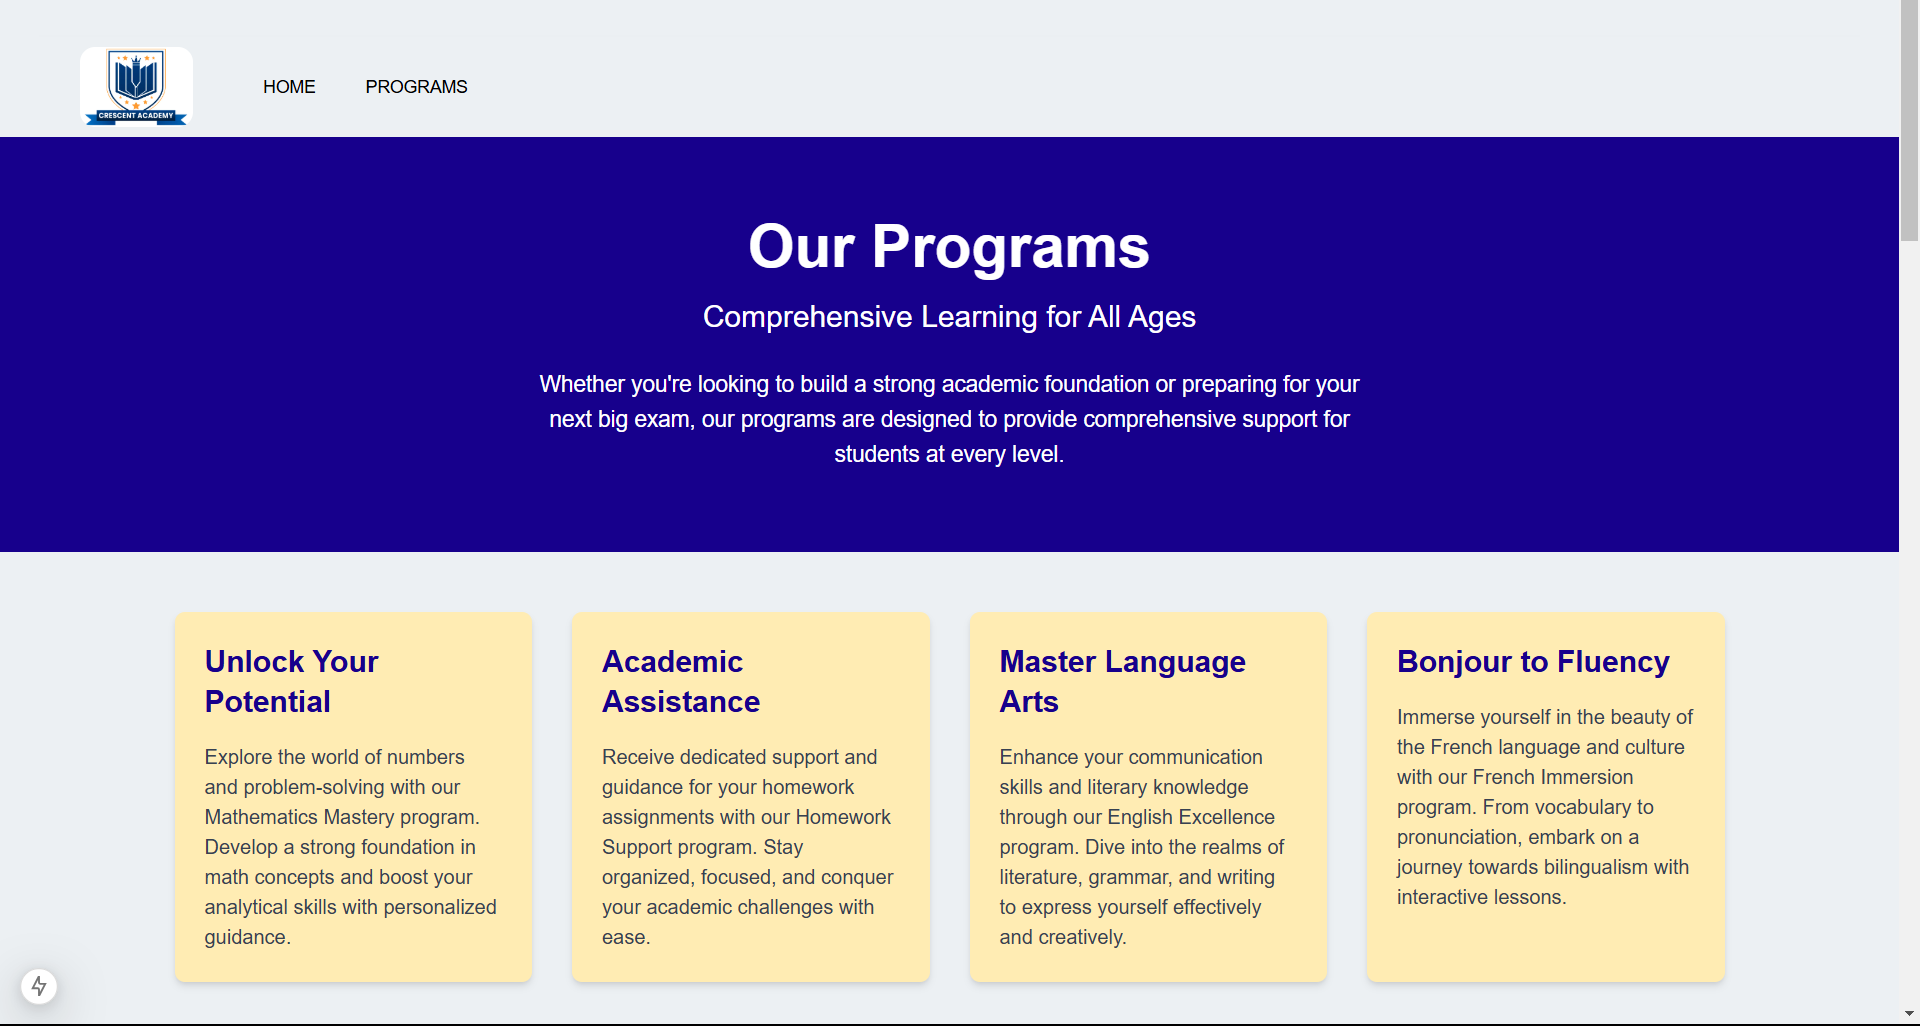 CRESCENT ACADEMY
HOME
PROGRAMS
Our Programs
Comprehensive Learning for All Ages
Whether you're looking to build a strong academic foundation or preparing for your
next big exam, our programs are designed to provide comprehensive support for
students at every level.
Unlock Your
Potential
Explore the world of numbers
and problem-solving with our
Mathematics Mastery program.
Develop a strong foundation in
math concepts and boost your
analytical skills with personalized
guidance.
Academic
Assistance
Receive dedicated support and
guidance for your homework
assignments with our Homework
Support program. Stay
organized, focused, and conquer
your academic challenges with
ease.
Master Language
Arts
Enhance your communication
skills and literary knowledge
through our English Excellence
program. Dive into the realms of
literature, grammar, and writing
to express yourself effectively
and creatively.
Bonjour to Fluency
Immerse yourself in the beauty of
the French language and culture
with our French Immersion
program. From vocabulary to
pronunciation, embark on a
journey towards bilingualism with
interactive lessons.